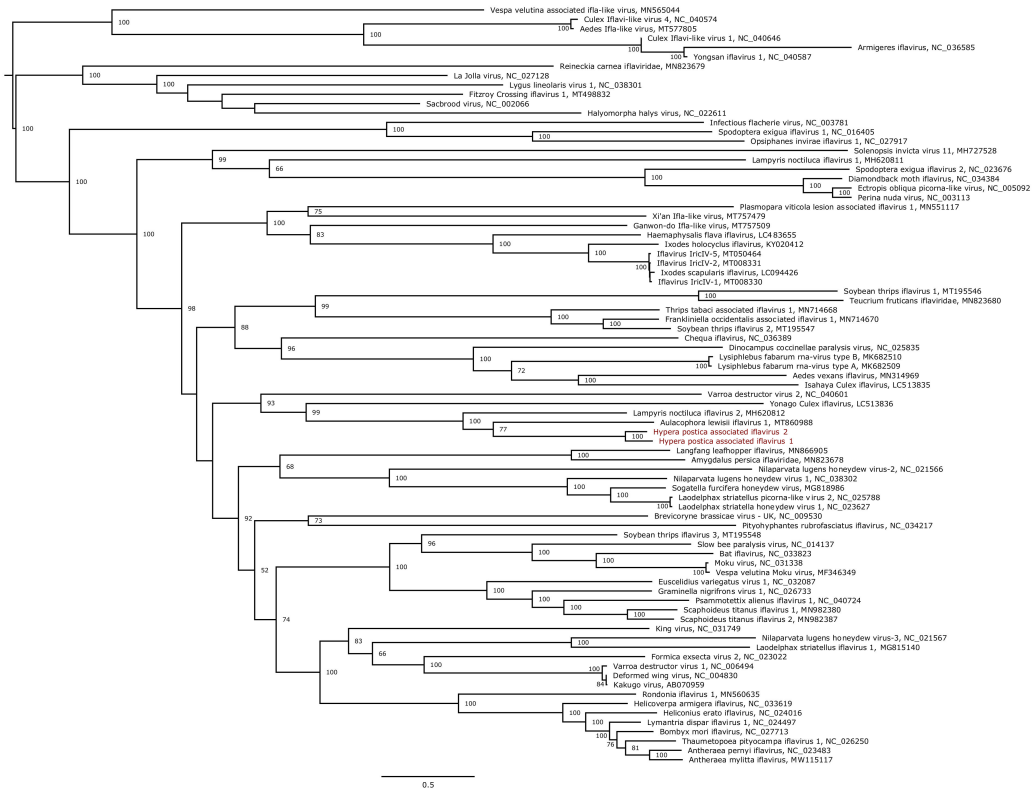 Vespa velutina associated ifla-like virus, MN565044
100
Culex Iflavi-like virus 4, NC_040574
100
100
Aedes Ifla-like virus, MT577805
Culex Iflavi-like virus 1, NC_040646
100
Armigeres iflavirus, NC_036585
100
Yongsan iflavirus 1, NC_040587
Reineckia carnea iflaviridae, MN823679
100
La Jolla virus, NC_027128
100
Lygus lineolaris virus 1, NC_038301
100
Fitzroy Crossing iflavirus 1, MT498832
Sacbrood virus, NC_002066
Halyomorpha halys virus, NC_022611
100
Infectious flacherie virus, NC_003781
100
Spodoptera exigua iflavirus 1, NC_016405
100
Opsiphanes invirae iflavirus 1, NC_027917
Solenopsis invicta virus 11, MH727528
99
Lampyris noctiluca iflavirus 1, MH620811
66
Spodoptera exigua iflavirus 2, NC_023676
100
Diamondback moth iflavirus, NC_034384
100
Ectropis obliqua picorna-like virus, NC_005092
100
Perina nuda virus, NC_003113
100
Plasmopara viticola lesion associated iflavirus 1, MN551117
75
Xi'an Ifla-like virus, MT757479
100
Ganwon-do Ifla-like virus, MT757509
83
Haemaphysalis flava iflavirus, LC483655
100
Ixodes holocyclus iflavirus, KY020412
100
Iflavirus IricIV-5, MT050464
Iflavirus IricIV-2, MT008331
100
Ixodes scapularis iflavirus, LC094426
Iflavirus IricIV-1, MT008330
100
Soybean thrips iflavirus 1, MT195546
100
Teucrium fruticans iflaviridae, MN823680
99
98
Thrips tabaci associated iflavirus 1, MN714668
100
Frankliniella occidentalis associated iflavirus 1, MN714670
100
Soybean thrips iflavirus 2, MT195547
88
Chequa iflavirus, NC_036389
96
Dinocampus coccinellae paralysis virus, NC_025835
100
Lysiphlebus fabarum rna-virus type B, MK682510
100
Lysiphlebus fabarum rna-virus type A, MK682509
72
Aedes vexans iflavirus, MN314969
100
Isahaya Culex iflavirus, LC513835
Varroa destructor virus 2, NC_040601
93
Yonago Culex iflavirus, LC513836
99
Lampyris noctiluca iflavirus 2, MH620812
100
Aulacophora lewisii iflavirus 1, MT860988
77
Hypera postica associated iflavirus 2
100
Hypera postica associated iflavirus 1
Langfang leafhopper iflavirus, MN866905
100
Amygdalus persica iflaviridae, MN823678
68
Nilaparvata lugens honeydew virus-2, NC_021566
100
Nilaparvata lugens honeydew virus 1, NC_038302
100
Sogatella furcifera honeydew virus, MG818986
100
Laodelphax striatellus picorna-like virus 2, NC_025788
100
Laodelphax striatella honeydew virus 1, NC_023627
92
Brevicoryne brassicae virus - UK, NC_009530
73
Pityohyphantes rubrofasciatus iflavirus, NC_034217
Soybean thrips iflavirus 3, MT195548
96
Slow bee paralysis virus, NC_014137
100
Bat iflavirus, NC_033823
100
Moku virus, NC_031338
100
Vespa velutina Moku virus, MF346349
52
100
Euscelidius variegatus virus 1, NC_032087
100
Graminella nigrifrons virus 1, NC_026733
100
Psammotettix alienus iflavirus 1, NC_040724
100
Scaphoideus titanus iflavirus 1, MN982380
100
Scaphoideus titanus iflavirus 2, MN982387
74
King virus, NC_031749
83
Nilaparvata lugens honeydew virus-3, NC_021567
100
Laodelphax striatellus iflavirus 1, MG815140
66
Formica exsecta virus 2, NC_023022
100
Varroa destructor virus 1, NC_006494
100
Deformed wing virus, NC_004830
84
Kakugo virus, AB070959
100
Rondonia iflavirus 1, MN560635
100
Helicoverpa armigera iflavirus, NC_033619
100
Heliconius erato iflavirus, NC_024016
100
Lymantria dispar iflavirus 1, NC_024497
100
Bombyx mori iflavirus, NC_027713
76
Thaumetopoea pityocampa iflavirus 1, NC_026250
81
Antheraea pernyi iflavirus, NC_023483
100
Antheraea mylitta iflavirus, MW115117
0.5